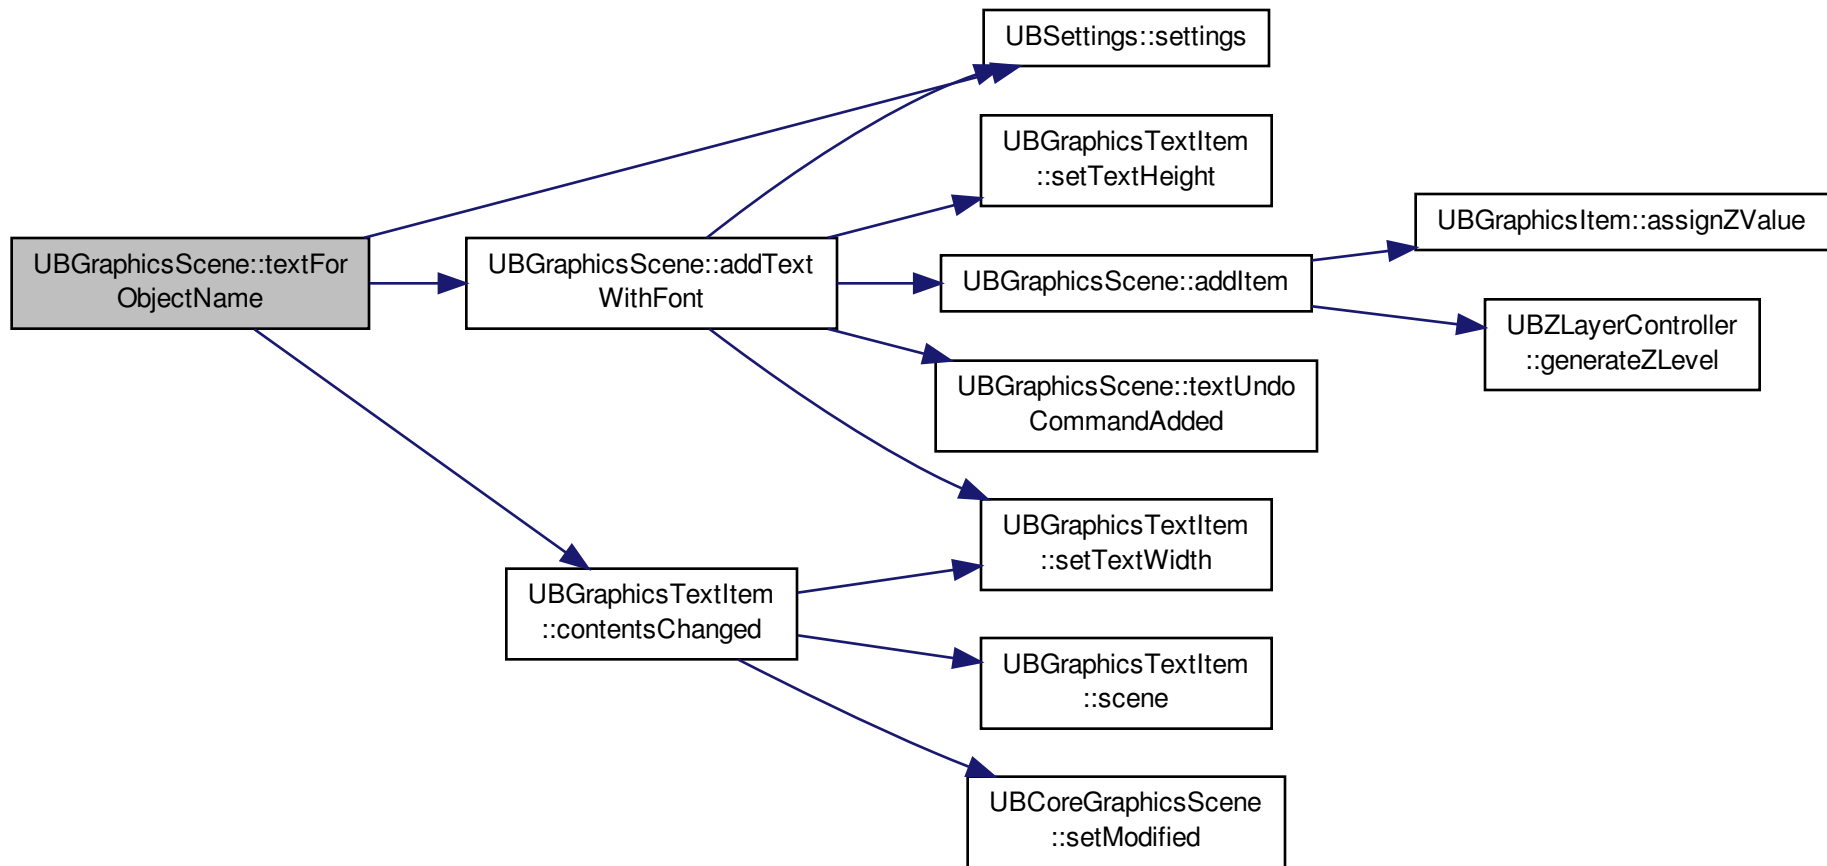 UBGraphicsScene::textFor
ObjectName
UBGraphicsScene::addText
WithFont
UBSettings::settings
UBGraphicsTextItem
::setTextHeight
UBGraphicsScene::addItem
UBGraphicsItem::assignZValue
UBZLayerController
::generateZLevel
UBGraphicsScene::textUndo
CommandAdded
UBGraphicsTextItem
::setTextWidth
UBGraphicsTextItem
::contentsChanged
UBGraphicsTextItem
::scene
UBCoreGraphicsScene
::setModified